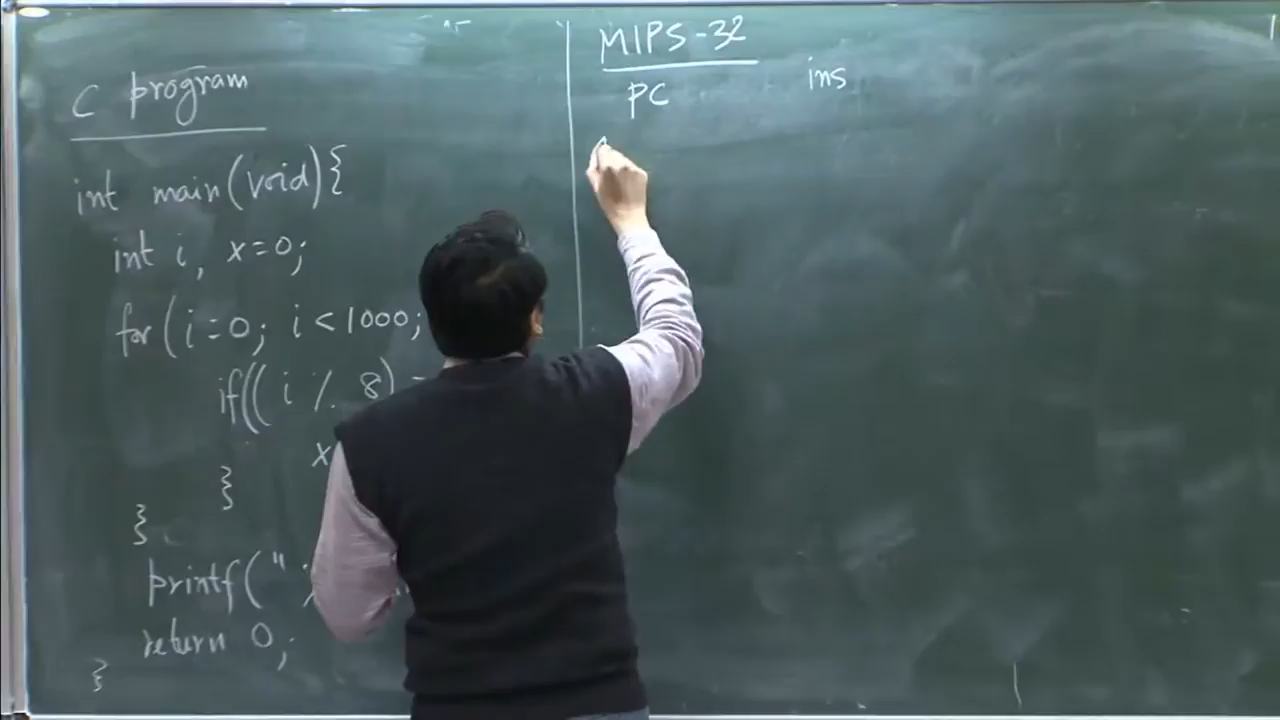 C program
int main(void){
int i, x=0;
for(i=0; i<1000;
if((i % 8)
x
}
}
printf("
return 0;
}
MIPS-32
PC ins